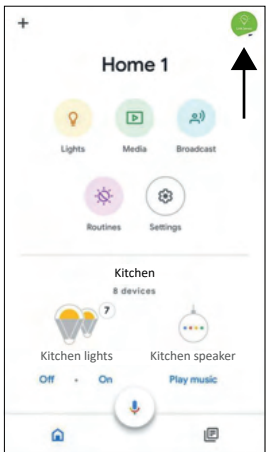 +
Home 1
Lights Media Broadcast
Routines Settings
Kitchen
8 devices
7
Kitchen lights Kitchen speaker
Off · On Play music